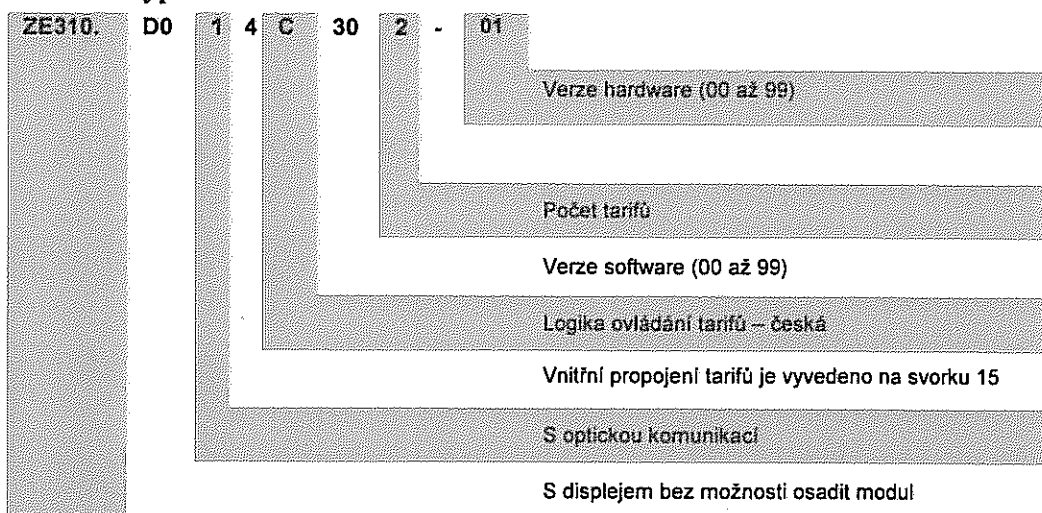 ZE310. D0 1 4 C 30 2 - 01
Verze hardware (00 až 99)
Počet tarifů
Verze software (00 až 99)
Logika ovládání tarifů – česká
Vnitřní propojení tarifů je vyvedeno na svorku 15
S optickou komunikací
S displejem bez možnosti osadit modul